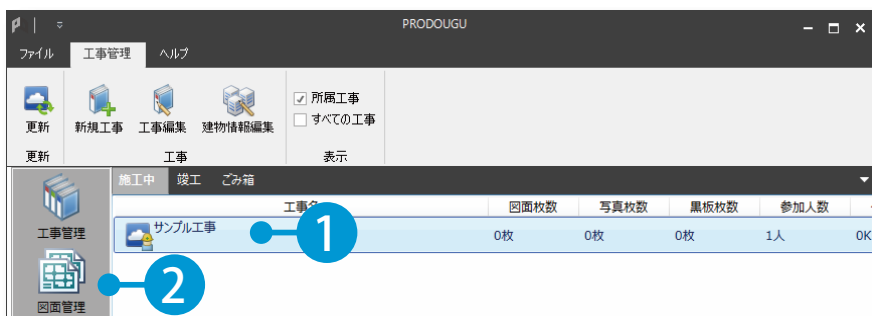 PRODOUGU
ファイル 工事管理 ヘルプ
更新 新規工事 工事編集 建物情報編集
所属工事
すべての工事
更新 工事 表示
施工中 竣工 ごみ箱
工事名 図面枚数 写真枚数 黒板枚数 参加人数
サンプル工事 0枚 0枚 0枚 1人 0K
1
工事管理
2
図面管理